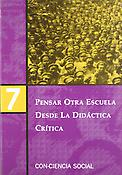 7
PENSAR OTRA ESCUELA
DESDE LA DIDÁCTICA
CRÍTICA
CON-CIENCIA SOCIAL